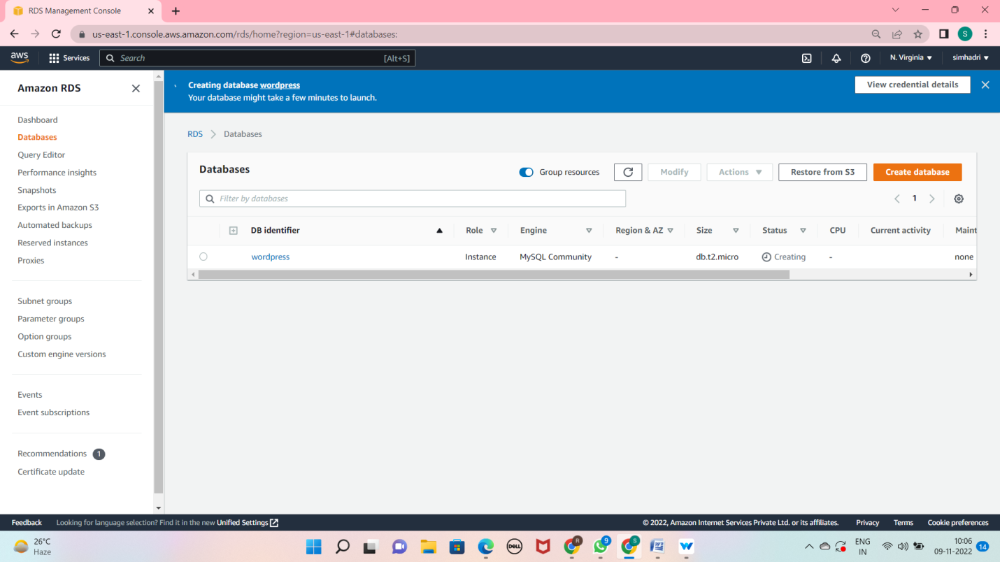 RDS Management Console
us-east-1.console.aws.amazon.com/rds/home?region=us-east-1#databases:
S
aws
Services
Search
[Alt+S]
N. Virginia
simhadri
Amazon RDS
Dashboard
Databases
Query Editor
Performance insights
Snapshots
Exports in Amazon S3
Automated backups
Reserved instances
Proxies
Subnet groups
Parameter groups
Option groups
Custom engine versions
Events
Event subscriptions
Recommendations 1
Certificate update
Creating database wordpress
Your database might take a few minutes to launch.
View credential details
RDS > Databases
Databases
Group resources
Modify
Actions
Restore from S3
Create database
Filter by databases
1
DB identifier Role Engine Region & AZ Size Status CPU Current activity Maint
wordpress Instance MySQL Community - db.t2.micro Creating - none
Feedback Looking for language selection? Find it in the new Unified Settings
© 2022, Amazon Internet Services Private Ltd. or its affiliates. Privacy Terms Cookie preferences
26°C
Haze
DELL
R
9
S
W
ENG
IN
10:06
09-11-2022
14